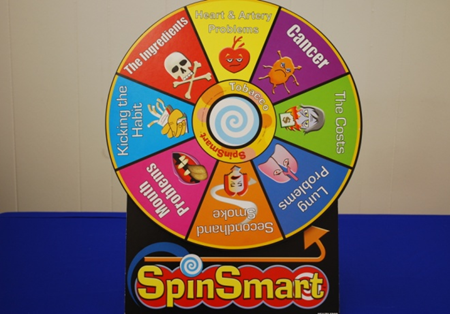 Heart & Artery
Problems
Cancer
The Costs
Lung
Problems
Secondhand
Smoke
Mouth
Problems
Kicking the
Habit
The Ingredients
Tobacco
SpinSmart
SpinSmart